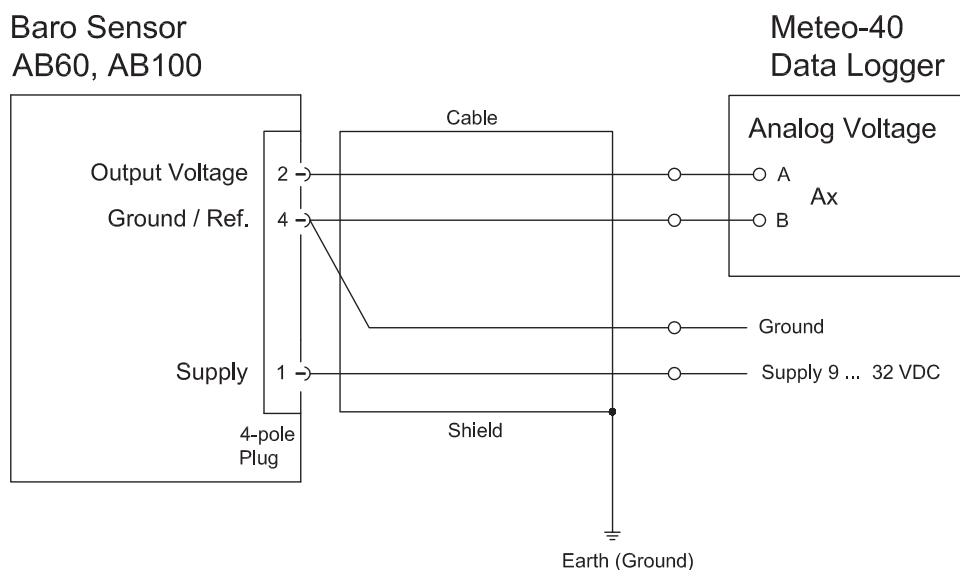 Baro Sensor
AB60, AB100
Meteo-40
Data Logger
Cable
Analog Voltage
Output Voltage 2
A
Ax
Ground / Ref. 4
B
Ground
Supply 1
Supply 9 ... 32 VDC
4-pole
Plug
Shield
Earth (Ground)